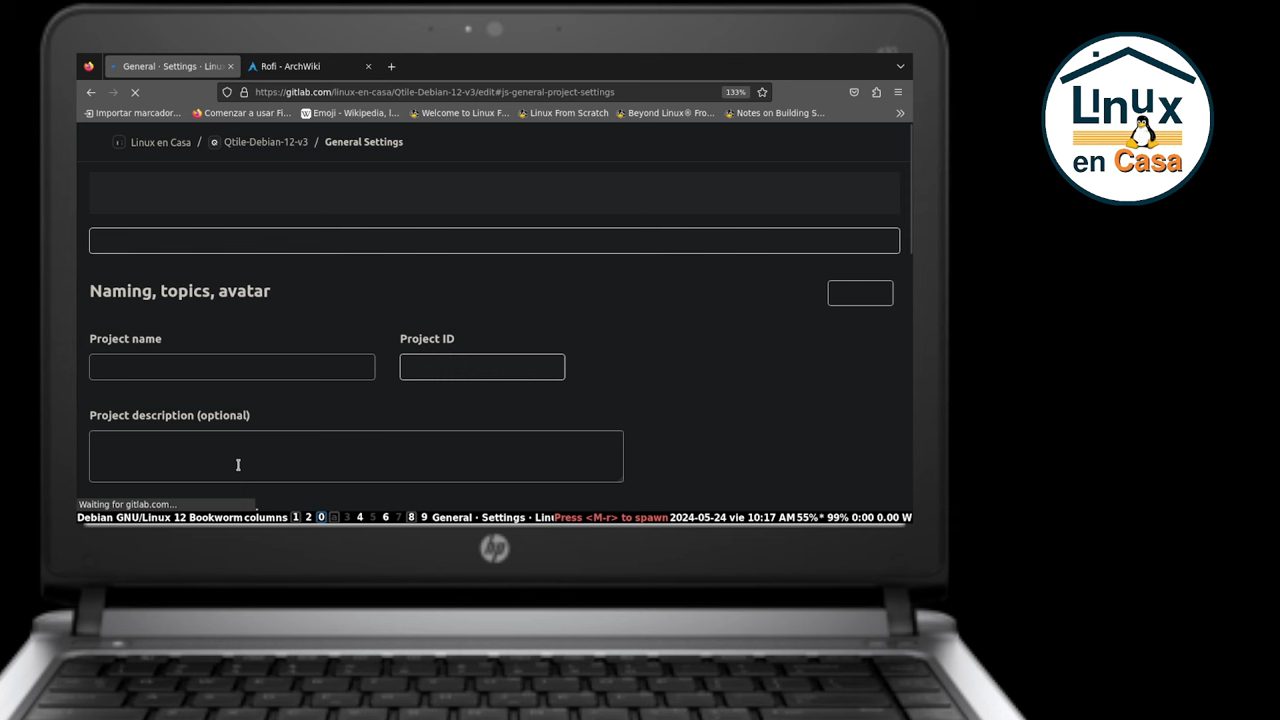 General · Settings · Linu
Rofi - ArchWiki
https://gitlab.com/linux-en-casa/Qtile-Debian-12-v3/edit#js-general-project-settings
133%
Importar marcador...
Comenzar a usar Fi...
Emoji - Wikipedia, l...
Welcome to Linux F...
Linux From Scratch
Beyond Linux® Fro...
Notes on Building S...
Linux en Casa / Qtile-Debian-12-v3 / General Settings
Naming, topics, avatar
Project name
Project ID
Project description (optional)
Waiting for gitlab.com...
Debian GNU/Linux 12 Bookworm columns 1 2 0 a 3 4 5 6 7 8 9 General · Settings · Linu Press <M-r> to spawn 2024-05-24 vie 10:17 AM 55%* 99% 0:00 0.00 W
hp
Linux
en Casa